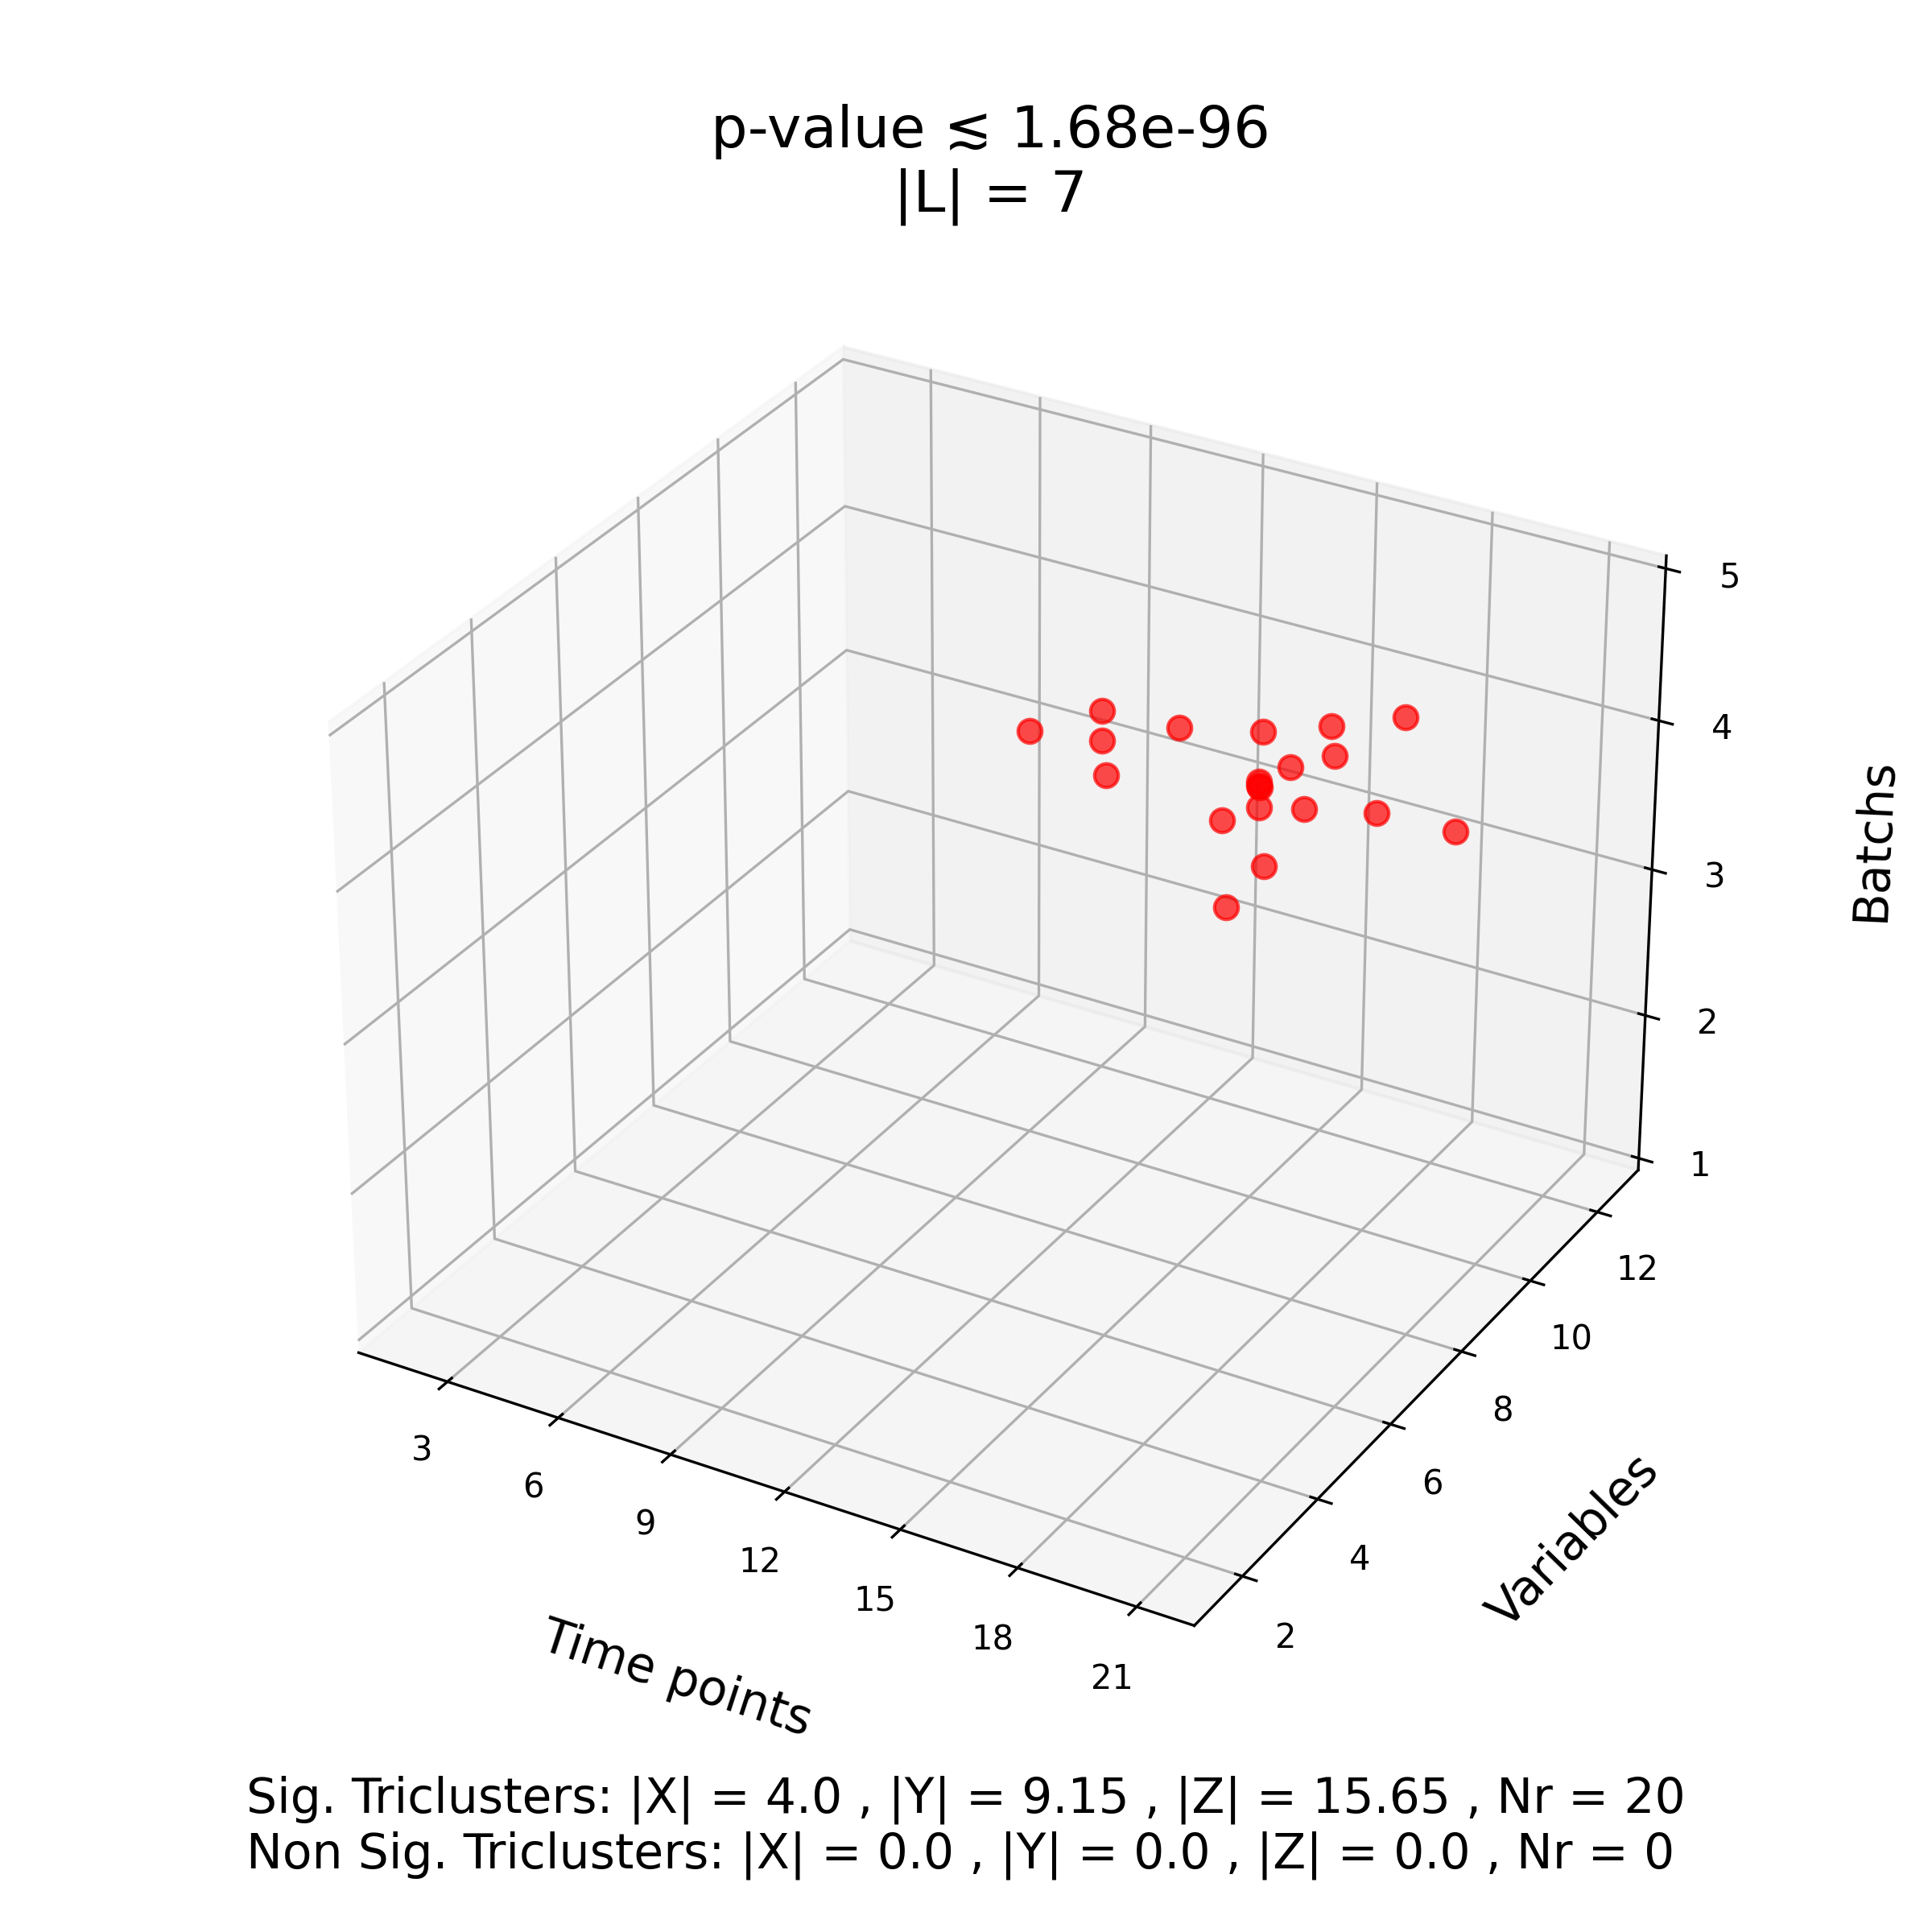 p-value ≲ 1.68e-96
|L| = 7
5
4
3
2
1
Batchs
12
10
8
6
4
2
Variables
3
6
9
12
15
18
21
Time points
Sig. Triclusters: |X| = 4.0 , |Y| = 9.15 , |Z| = 15.65 , Nr = 20
Non Sig. Triclusters: |X| = 0.0 , |Y| = 0.0 , |Z| = 0.0 , Nr = 0